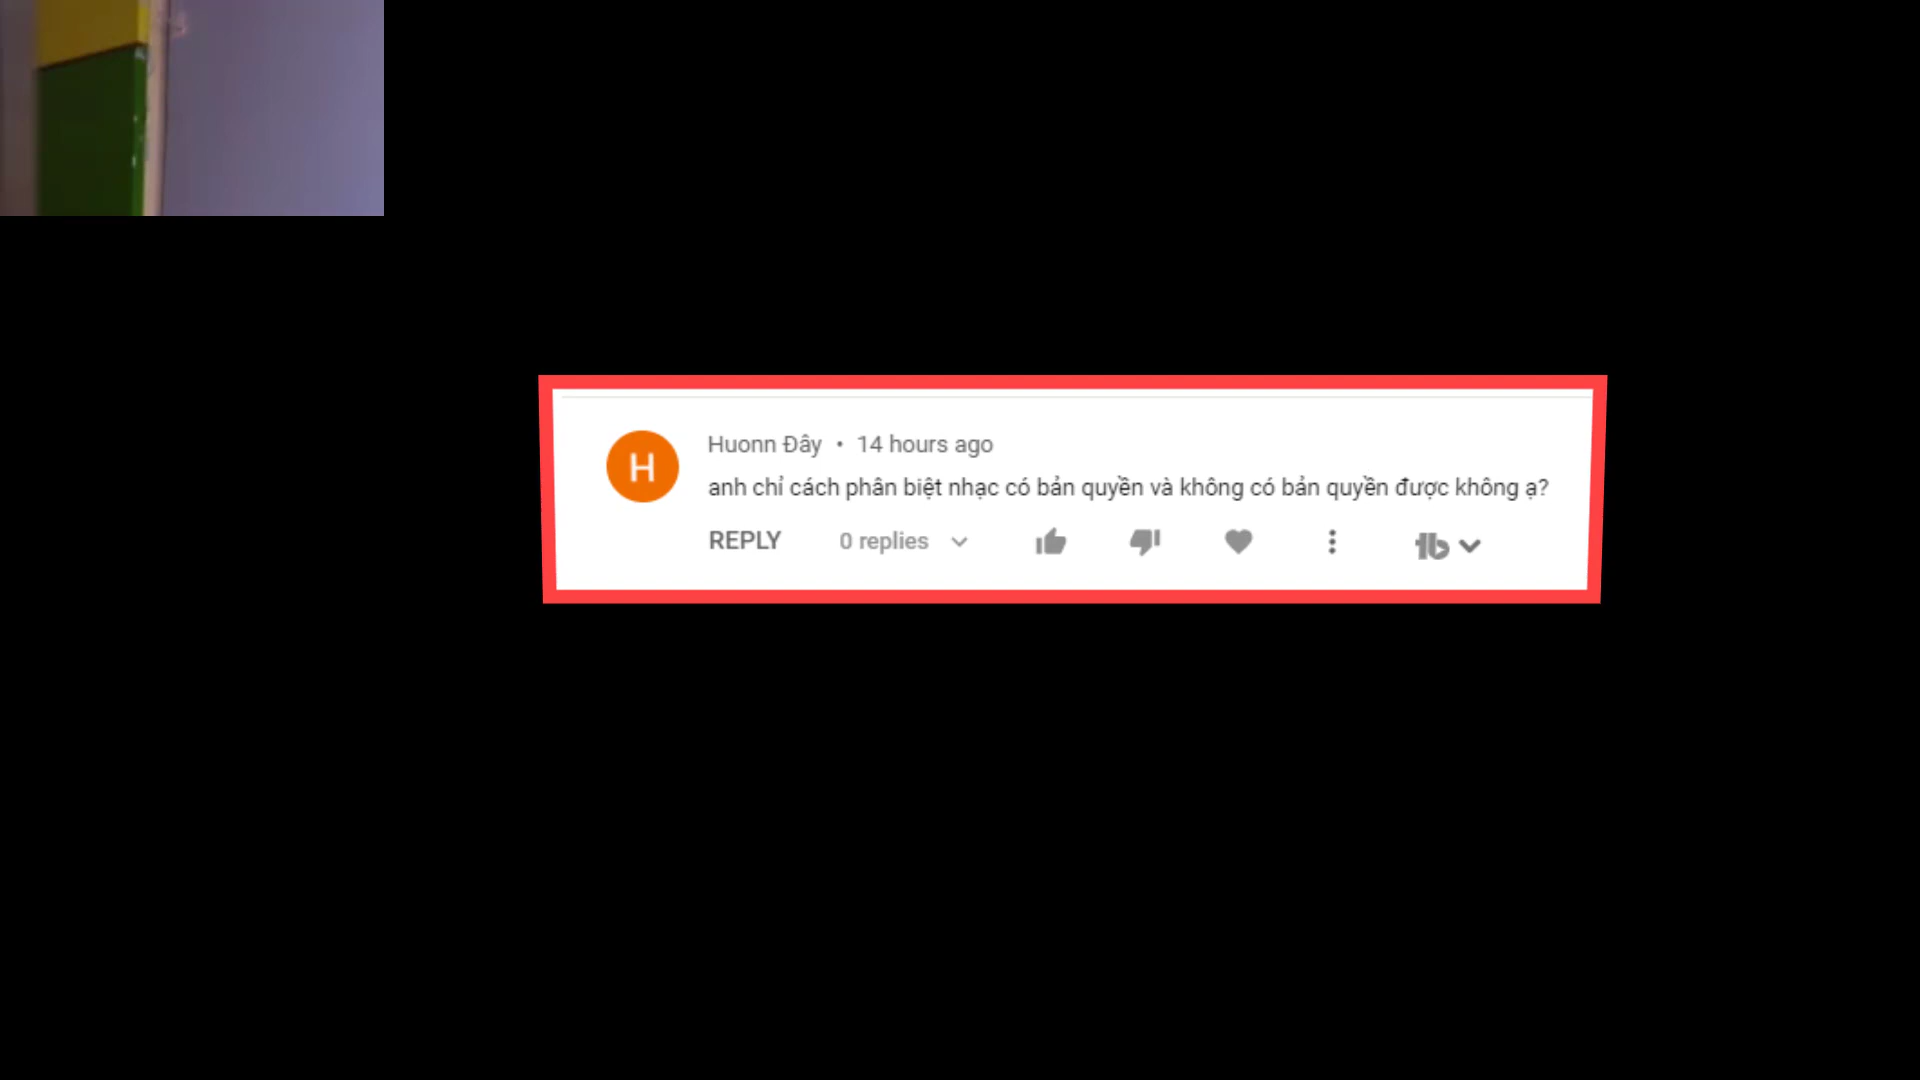 H
Huonn Đây • 14 hours ago
anh chỉ cách phân biệt nhạc có bản quyền và không có bản quyền được không ạ?
REPLY 0 replies